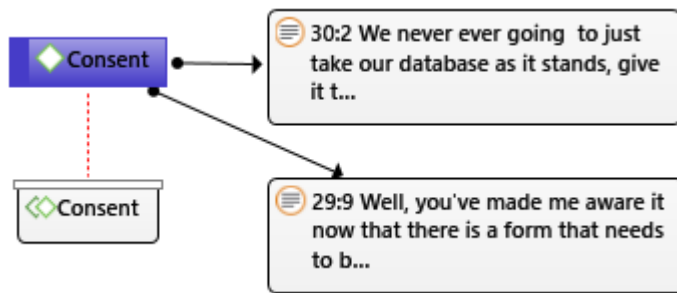 Consent
30:2 We never ever going to just
take our database as it stands, give
it t...
Consent
29:9 Well, you've made me aware it
now that there is a form that needs
to b...